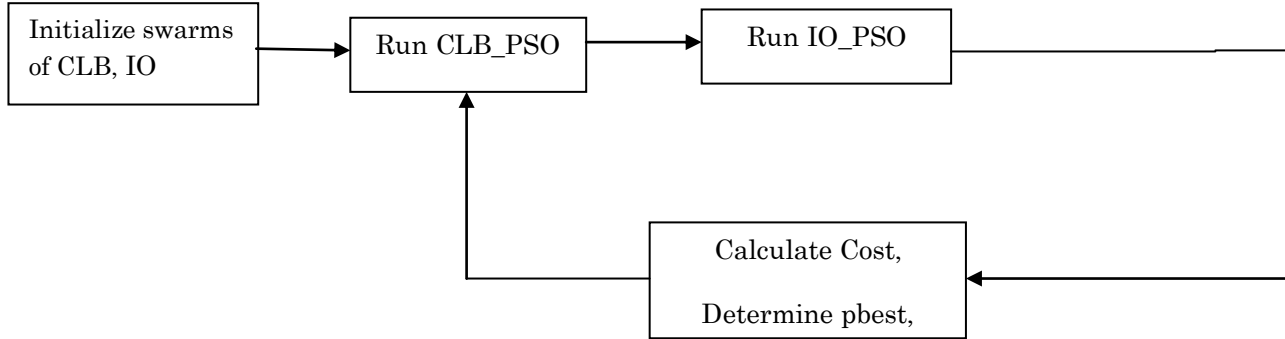 Initialize swarms
of CLB, IO
Run CLB_PSO
Run IO_PSO
Calculate Cost,
Determine pbest,